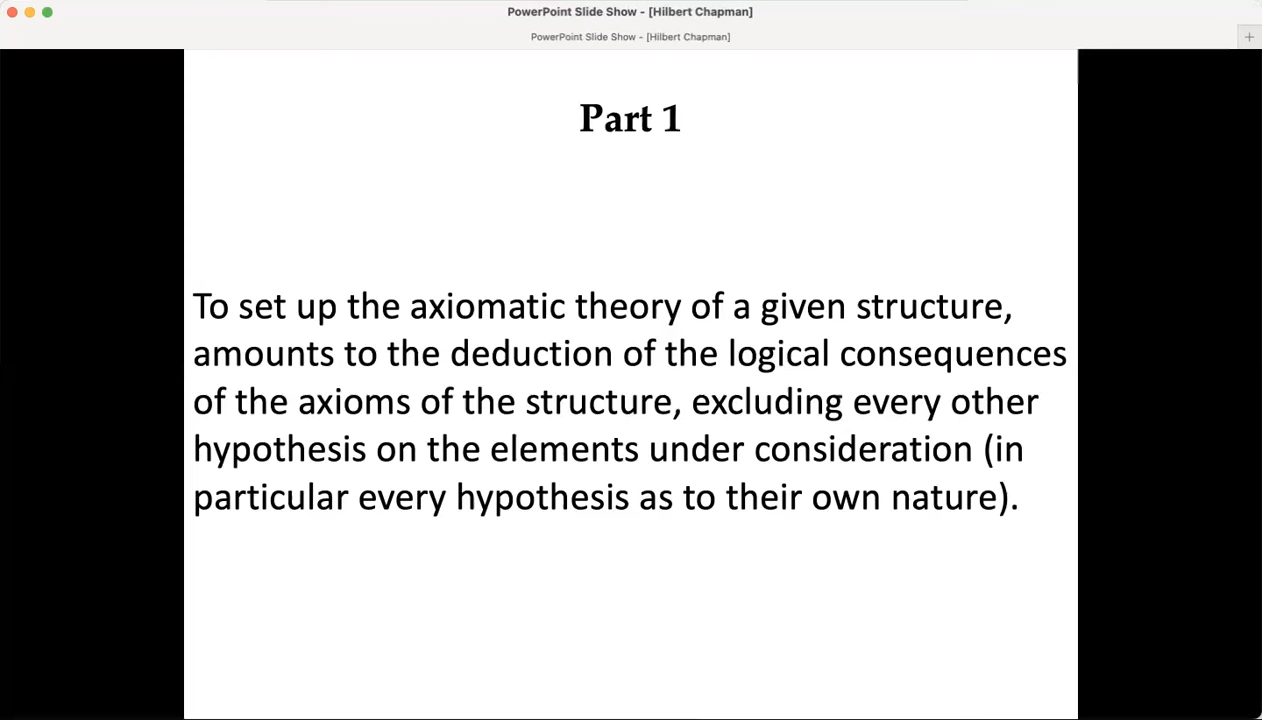 PowerPoint Slide Show - [Hilbert Chapman]
PowerPoint Slide Show - [Hilbert Chapman]
Part 1
To set up the axiomatic theory of a given structure,
amounts to the deduction of the logical consequences
of the axioms of the structure, excluding every other
hypothesis on the elements under consideration (in
particular every hypothesis as to their own nature).